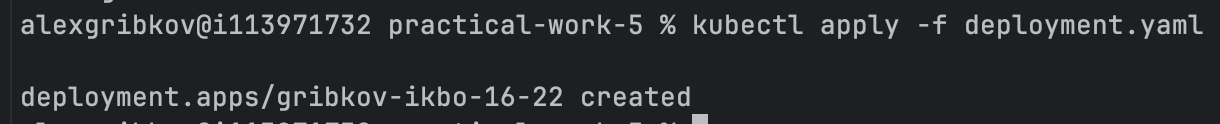 alexgribkov@i113971732 practical-work-5 % kubectl apply -f deployment.yaml
deployment.apps/gribkov-ikbo-16-22 created